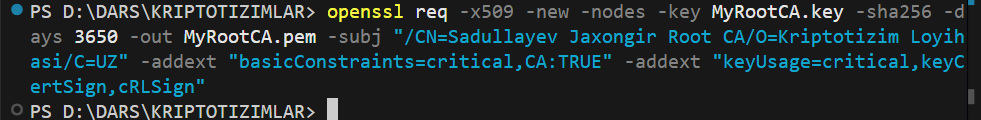 PS D:\DARS\KRIPTOTIZIMLAR> openssl req -x509 -new -nodes -key MyRootCA.key -sha256 -d
ays 3650 -out MyRootCA.pem -subj "/CN=Sadullayev Jaxongir Root CA/O=Kriptotizim Loyih
asi/C=UZ" -addext "basicConstraints=critical,CA:TRUE" -addext "keyUsage=critical,keyC
ertSign,cRLSign"
PS D:\DARS\KRIPTOTIZIMLAR>